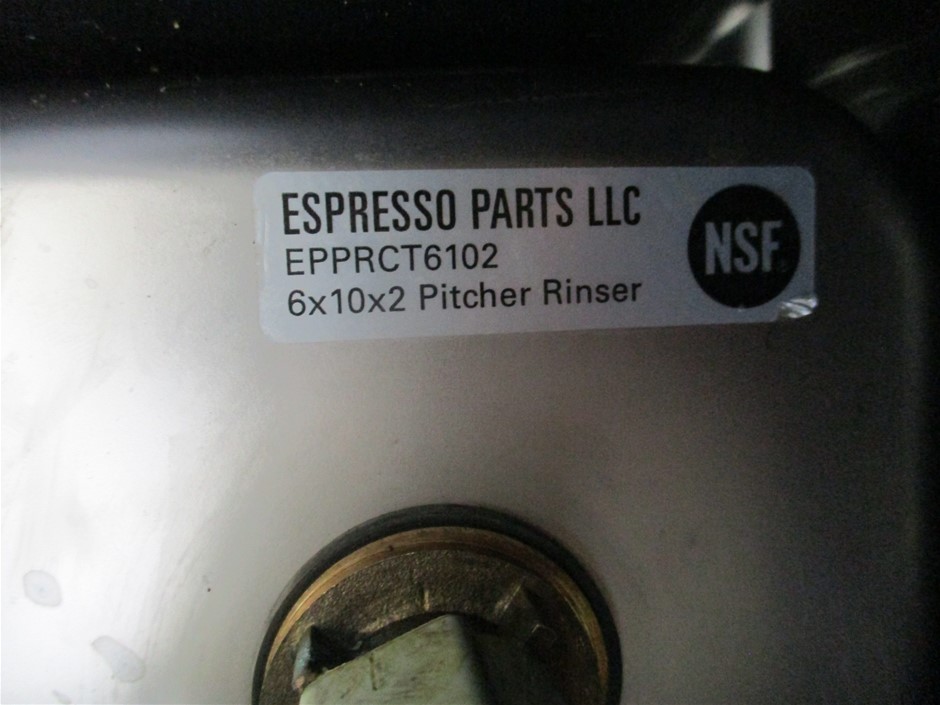 ESPRESSO PARTS LLC
EPPRCT6102
6x10x2 Pitcher Rinser
NSF®